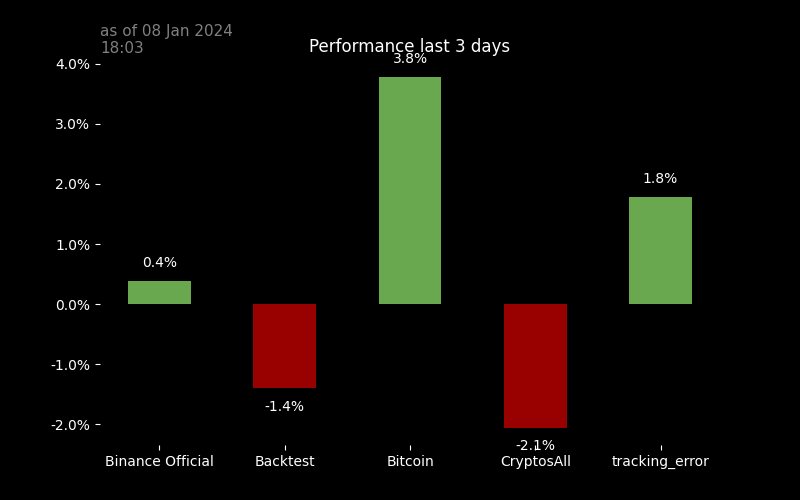 as of 08 Jan 2024
18:03
Performance last 3 days
4.0%
3.0%
2.0%
1.0%
0.0%
-1.0%
-2.0%
0.4%
-1.4%
3.8%
-2.1%
1.8%
Binance Official
Backtest
Bitcoin
CryptosAll
tracking_error